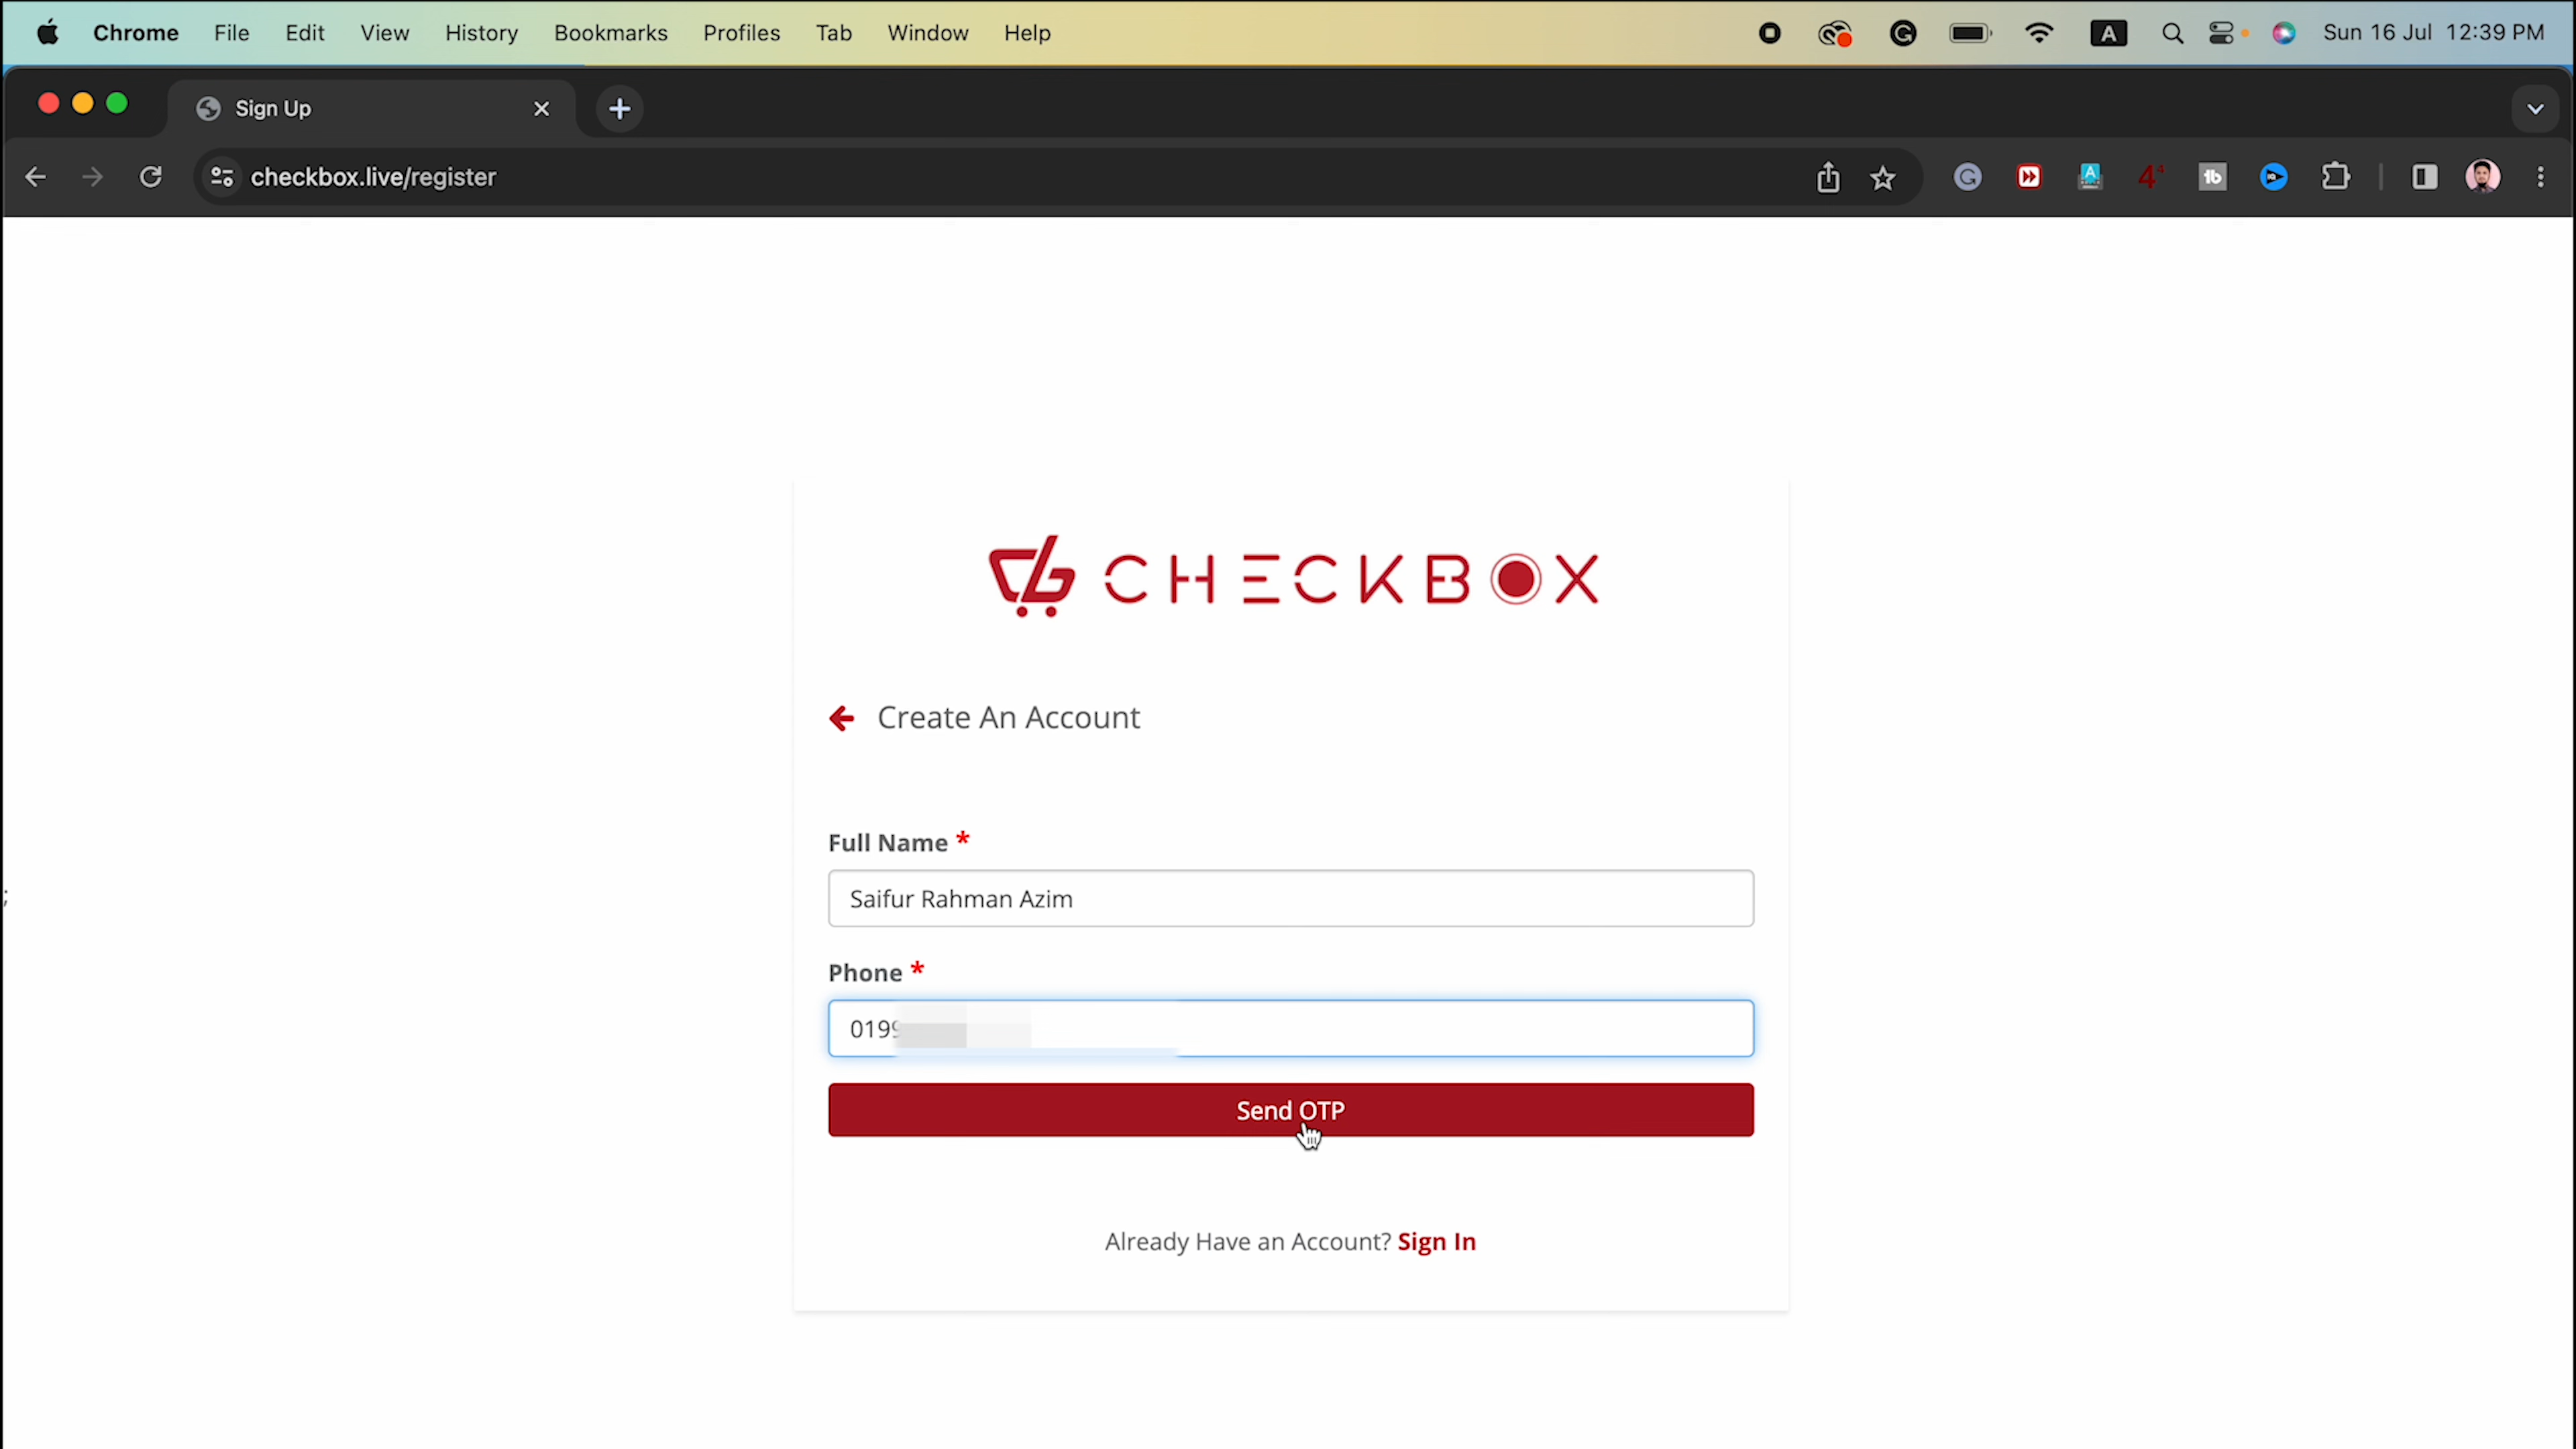 Chrome File Edit View History Bookmarks Profiles Tab Window Help A Sun 16 Jul 12:39 PM
Sign Up
checkbox.live/register
CHECKBOX
Create An Account
Full Name *
;
Saifur Rahman Azim
Phone *
0199
Send OTP
Already Have an Account? Sign In